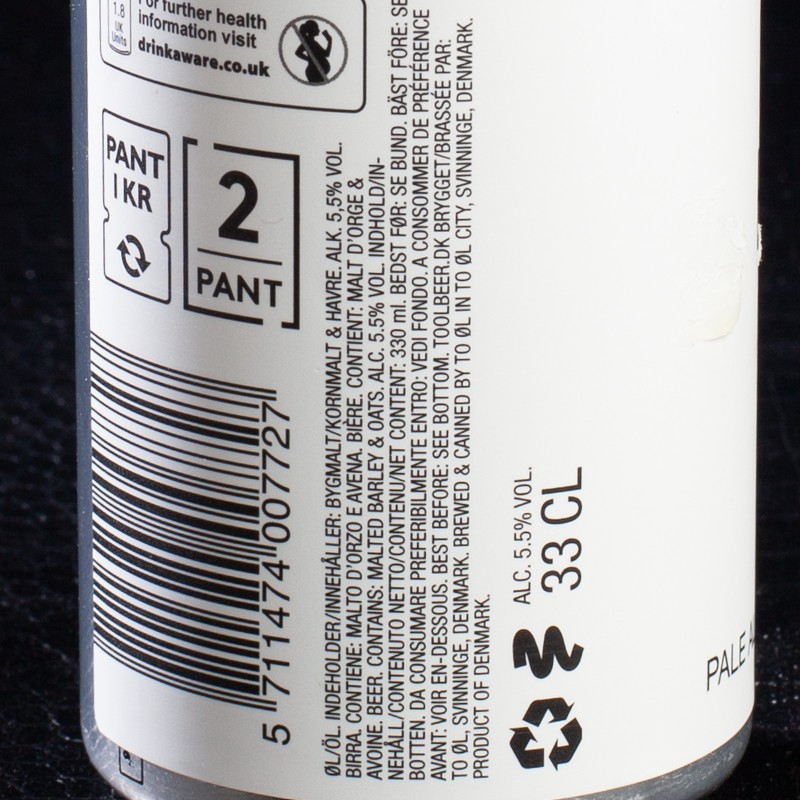 1.8
UK
Units
For further health
information visit
drinkaware.co.uk
PANT
1 KR
2
PANT
5 711474 007727
ØL/ÖL. INDEHOLDER/INNEHÅLLER: BYGMALT/KORNMALT & HAVRE. ALK. 5,5% VOL.
BIRRA. CONTIENE: MALTO D'ORZO E AVENA. BIÈRE. CONTIENT: MALT D'ORGE &
AVOINE. BEER. CONTAINS: MALTED BARLEY & OATS. ALC. 5.5% VOL. INDHOLD/IN-
NEHÅLL/CONTENUTO NETTO/CONTENU/NET CONTENT: 330 ml. BEDST FØR: SE BUND. BÄST FÖRE: SE
BOTTEN. DA CONSUMARE PREFERIBILMENTE ENTRO: VEDI FONDO. A CONSOMMER DE PRÉFÉRENCE
AVANT: VOIR EN-DESSOUS. BEST BEFORE: SEE BOTTOM. TOOLBEER.DK BRYGGET/BRASSÉE PAR:
TO ØL, SVINNINGE, DENMARK. BREWED & CANNED BY TO ØL IN TO ØL CITY, SVINNINGE, DENMARK.
PRODUCT OF DENMARK.
ALC. 5.5% VOL.
33 CL
PALE